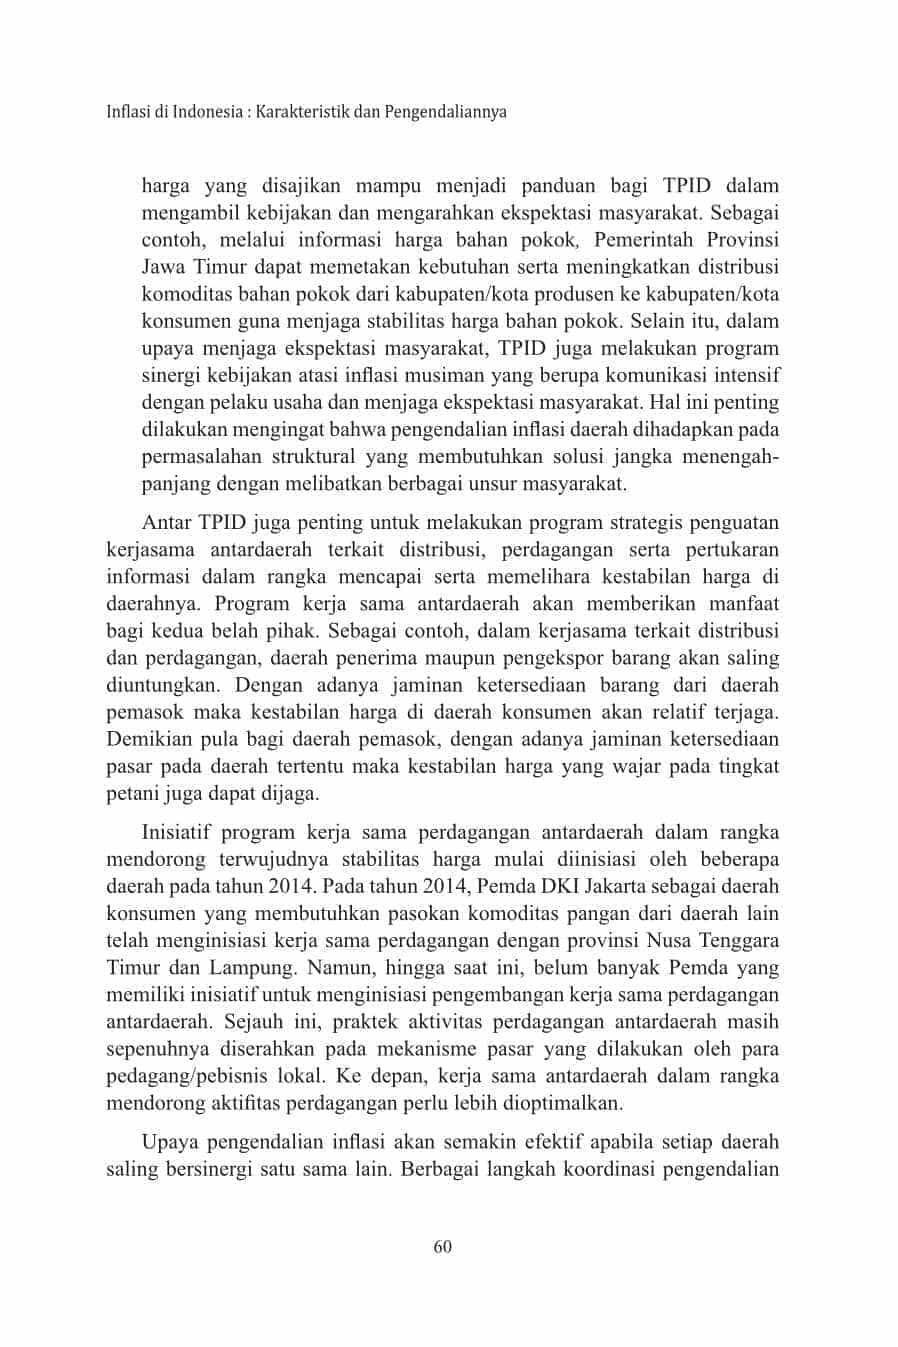 Inflasi di Indonesia : Karakteristik dan Pengendaliannya
harga yang disajikan mampu menjadi panduan bagi TPID dalam
mengambil kebijakan dan mengarahkan ekspektasi masyarakat. Sebagai
contoh, melalui informasi harga bahan pokok, Pemerintah Provinsi
Jawa Timur dapat memetakan kebutuhan serta meningkatkan distribusi
komoditas bahan pokok dari kabupaten/kota produsen ke kabupaten/kota
konsumen guna menjaga stabilitas harga bahan pokok. Selain itu, dalam
upaya menjaga ekspektasi masyarakat, TPID juga melakukan program
sinergi kebijakan atasi inflasi musiman yang berupa komunikasi intensif
dengan pelaku usaha dan menjaga ekspektasi masyarakat. Hal ini penting
dilakukan mengingat bahwa pengendalian inflasi daerah dihadapkan pada
permasalahan struktural yang membutuhkan solusi jangka menengah-
panjang dengan melibatkan berbagai unsur masyarakat.
Antar TPID juga penting untuk melakukan program strategis penguatan
kerjasama antardaerah terkait distribusi, perdagangan serta pertukaran
informasi dalam rangka mencapai serta memelihara kestabilan harga di
daerahnya. Program kerja sama antardaerah akan memberikan manfaat
bagi kedua belah pihak. Sebagai contoh, dalam kerjasama terkait distribusi
dan perdagangan, daerah penerima maupun pengekspor barang akan saling
diuntungkan. Dengan adanya jaminan ketersediaan barang dari daerah
pemasok maka kestabilan harga di daerah konsumen akan relatif terjaga.
Demikian pula bagi daerah pemasok, dengan adanya jaminan ketersediaan
pasar pada daerah tertentu maka kestabilan harga yang wajar pada tingkat
petani juga dapat dijaga.
Inisiatif program kerja sama perdagangan antardaerah dalam rangka
mendorong terwujudnya stabilitas harga mulai diinisiasi oleh beberapa
daerah pada tahun 2014. Pada tahun 2014, Pemda DKI Jakarta sebagai daerah
konsumen yang membutuhkan pasokan komoditas pangan dari daerah lain
telah menginisiasi kerja sama perdagangan dengan provinsi Nusa Tenggara
Timur dan Lampung. Namun, hingga saat ini, belum banyak Pemda yang
memiliki inisiatif untuk menginisiasi pengembangan kerja sama perdagangan
antardaerah. Sejauh ini, praktek aktivitas perdagangan antardaerah masih
sepenuhnya diserahkan pada mekanisme pasar yang dilakukan oleh para
pedagang/pebisnis lokal. Ke depan, kerja sama antardaerah dalam rangka
mendorong aktifitas perdagangan perlu lebih dioptimalkan.
Upaya pengendalian inflasi akan semakin efektif apabila setiap daerah
saling bersinergi satu sama lain. Berbagai langkah koordinasi pengendalian
60